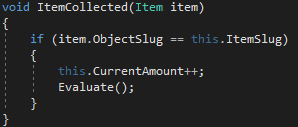 void ItemCollected(Item item)
{
    if (item.ObjectSlug == this.ItemSlug)
    {
        this.CurrentAmount++;
        Evaluate();
    }
}